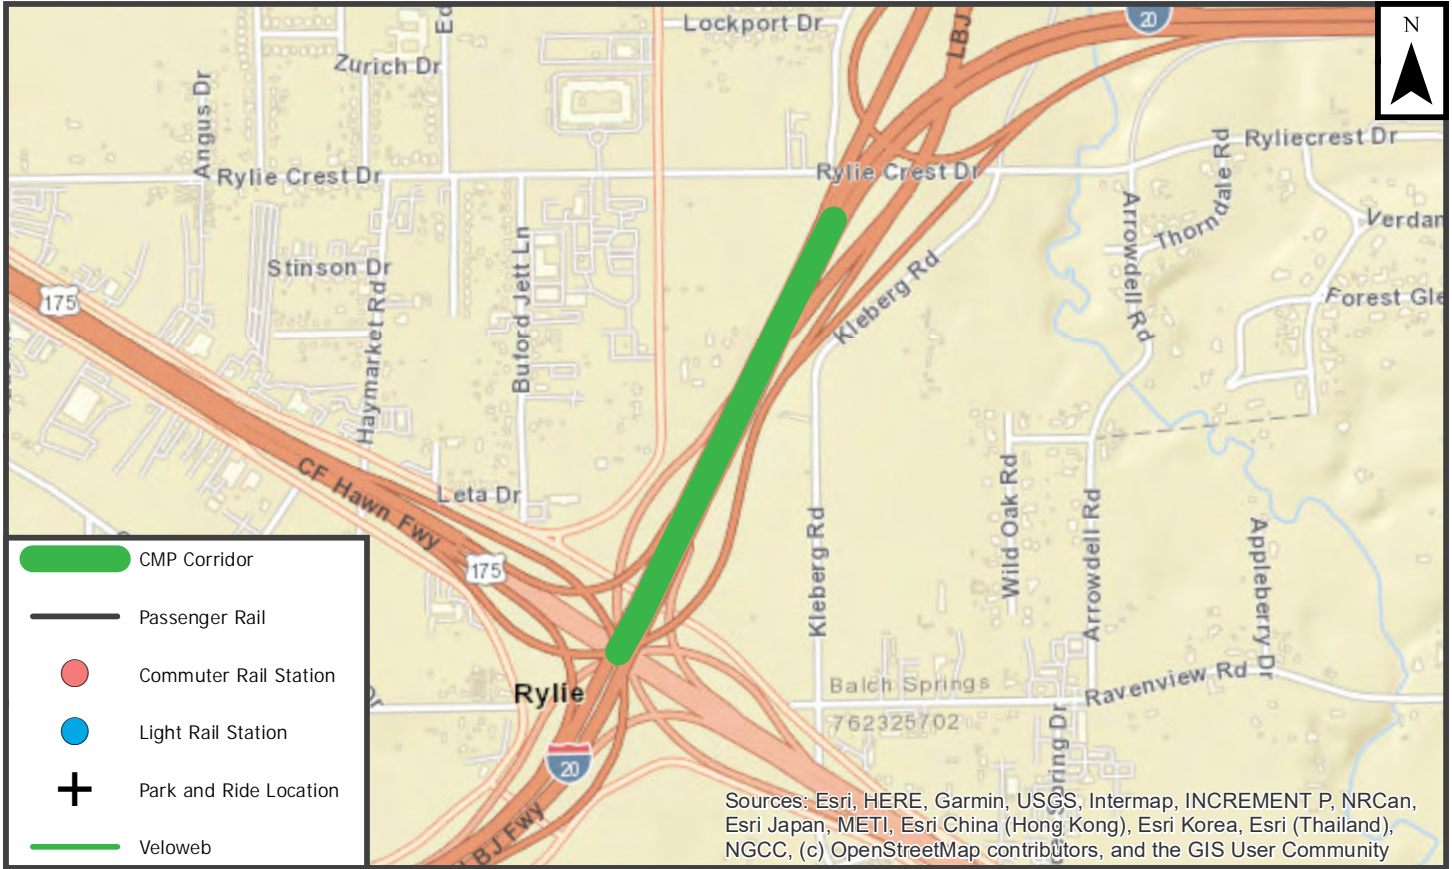 Lockport Dr
20
N
LBJ
Ed
Zurich Dr
Angus Dr
Rylie Crest Dr
Rylie Crest Dr
Ryliecrest Dr
Thorndale Rd
Arrowdell Rd
Verdan
Forest Gle
Stinson Dr
Buford Jett Ln
Haymarket Rd
Kleberg Rd
175
CF Hawn Fwy
Leta Dr
175
Kleberg Rd
Wild Oak Rd
Arrowdell Rd
Appleberry Dr
Ravenview Rd
Balch Springs
762325702
Rylie
Dr
20
LBJ Fwy
Spring Dr
CMP Corridor
Passenger Rail
Commuter Rail Station
Light Rail Station
Park and Ride Location
Veloweb
Sources: Esri, HERE, Garmin, USGS, Intermap, INCREMENT P, NRCan,
Esri Japan, METI, Esri China (Hong Kong), Esri Korea, Esri (Thailand),
NGCC, (c) OpenStreetMap contributors, and the GIS User Community